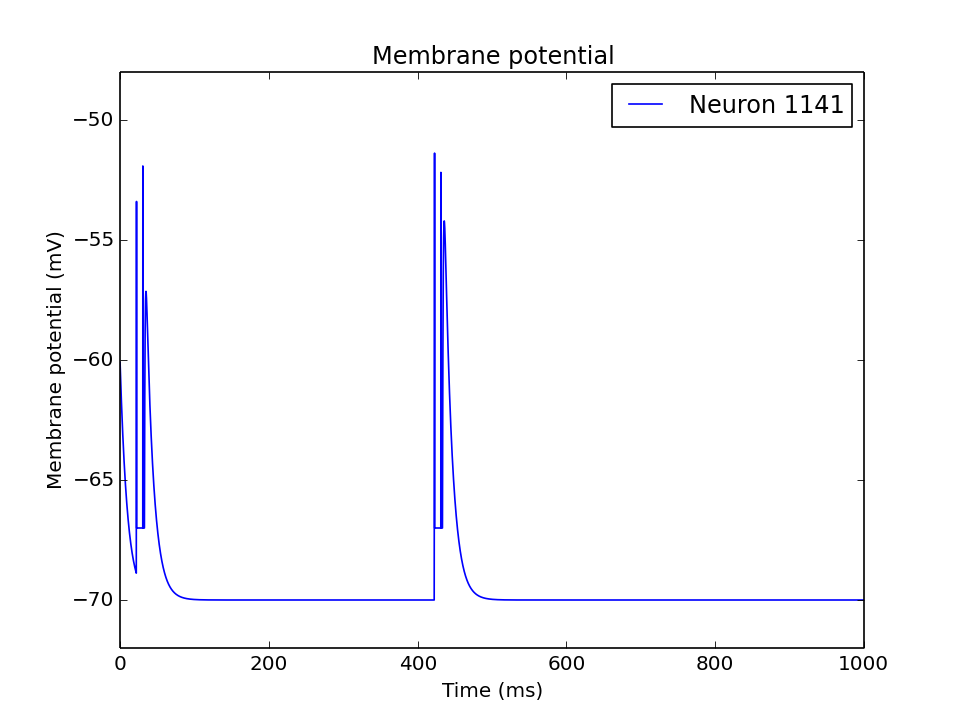 Membrane potential
Neuron 1141
Membrane potential (mV)
−50
−55
−60
−65
−70
0 200 400 600 800 1000
Time (ms)